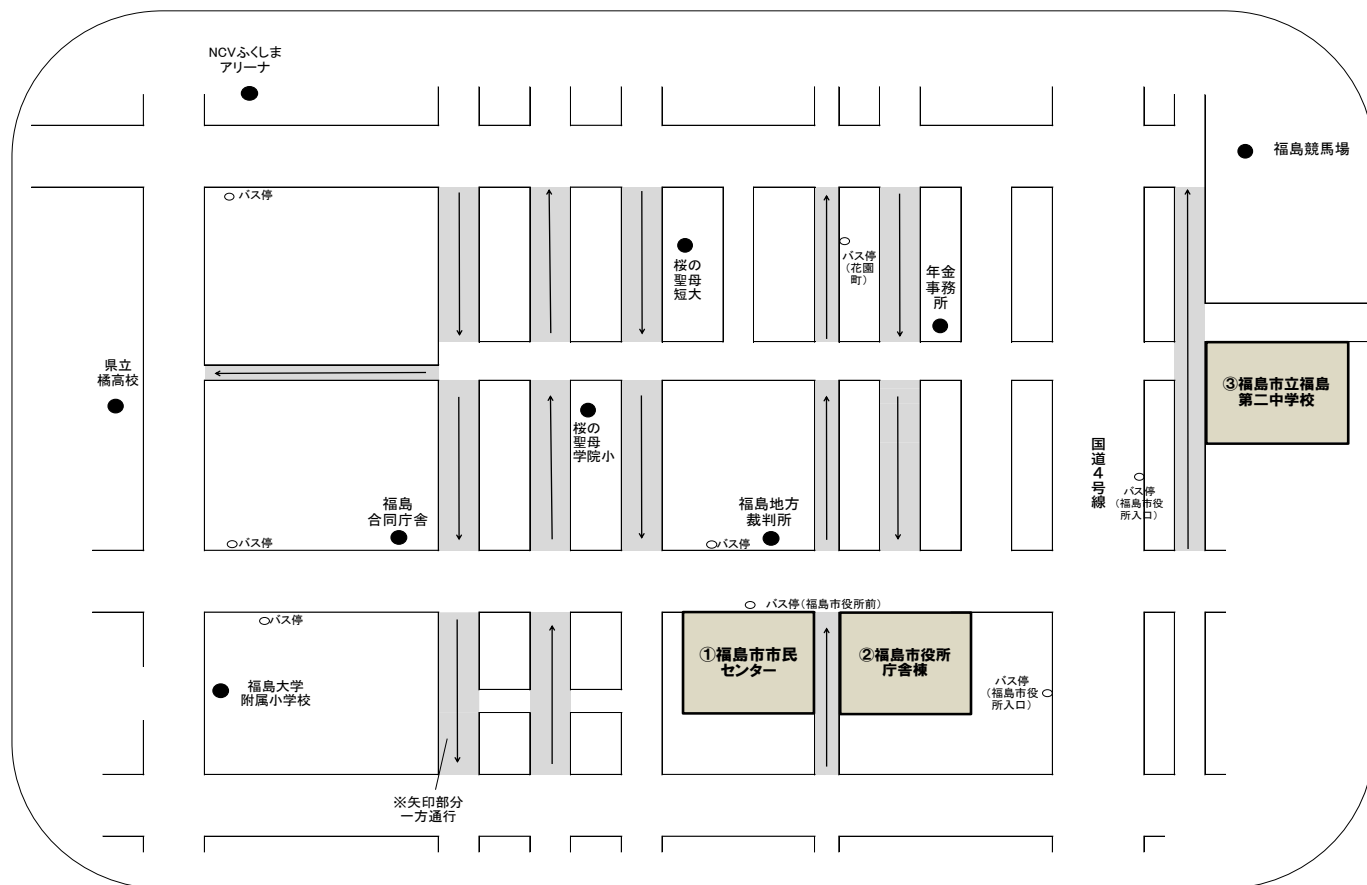 NCVふくしま
アリーナ
福島競馬場
バス停
桜の
聖母
短大
バス停
(花園
町)
年金
事務
所
県立
橘高校
③福島市立福島
第二中学校
桜の
聖母
学院小
国道4号線
バス停
(福島市役
所入口)
福島
合同庁舎
福島地方
裁判所
バス停
バス停
バス停(福島市役所前)
バス停
①福島市市民
センター
②福島市役所
庁舎棟
バス停
(福島市役
所入口)
福島大学
附属小学校
※矢印部分
一方通行